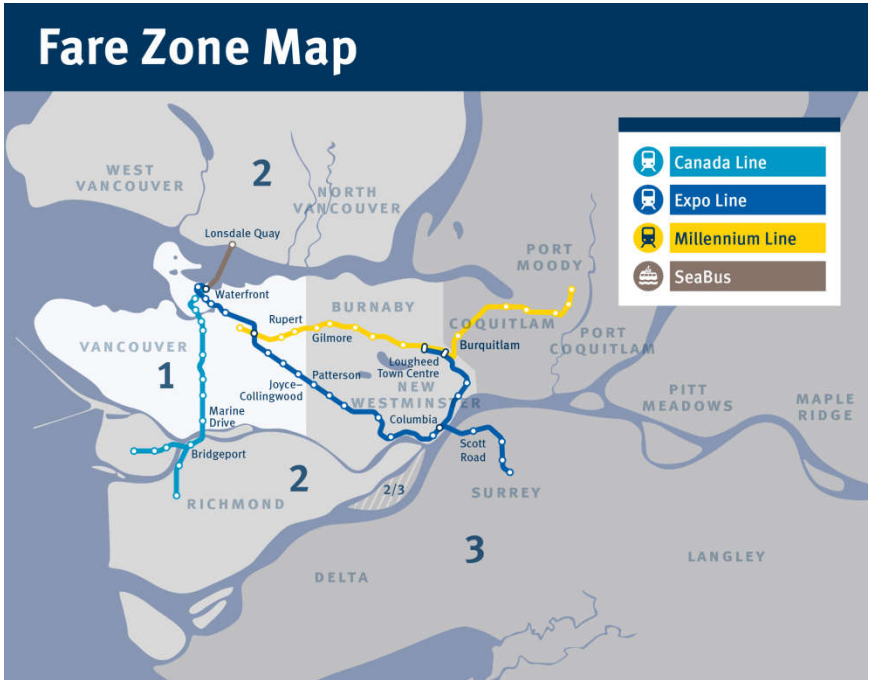 Fare Zone Map
Canada Line
Expo Line
Millennium Line
SeaBus
WEST
VANCOUVER
2
NORTH
VANCOUVER
Lonsdale Quay
PORT
MOODY
Waterfront
BURNABY
Rupert
Gilmore
COQUITLAM
PORT
COQUITLAM
Burquitlam
VANCOUVER
1
Lougheed
Town Centre
Patterson
Joyce–
Collingwood
NEW
WESTMINSTER
PITT
MEADOWS
MAPLE
RIDGE
Marine
Drive
Columbia
Bridgeport
Scott
Road
2
2/3
RICHMOND
SURREY
3
LANGLEY
DELTA